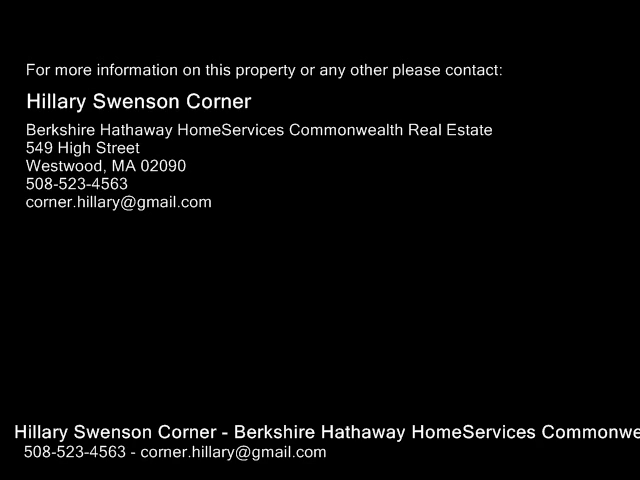 For more information on this property or any other please contact:
Hillary Swenson Corner
Berkshire Hathaway HomeServices Commonwealth Real Estate
549 High Street
Westwood, MA 02090
508-523-4563
corner.hillary@gmail.com
Hillary Swenson Corner - Berkshire Hathaway HomeServices Commonwe
508-523-4563 - corner.hillary@gmail.com